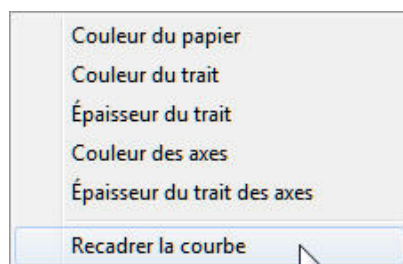 Couleur du papier
Couleur du trait
Épaisseur du trait
Couleur des axes
Épaisseur du trait des axes
Recadrer la courbe